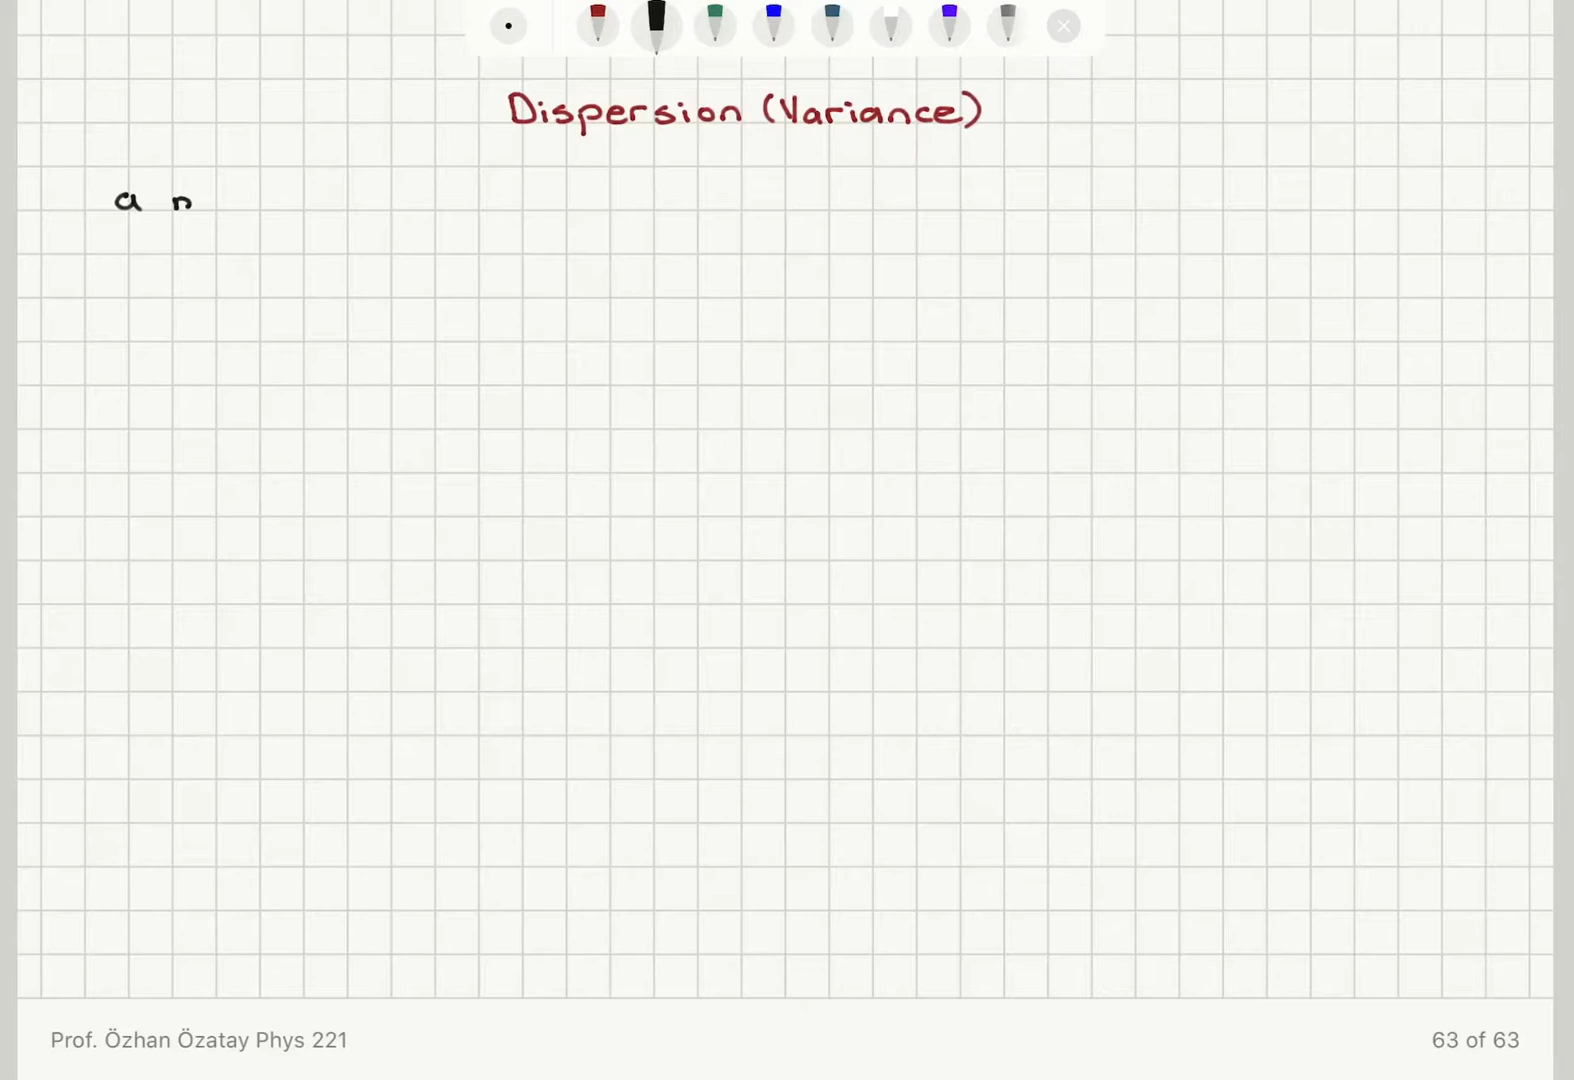 Dispersion (Variance)
a n
Prof. Özhan Özatay Phys 221
63 of 63